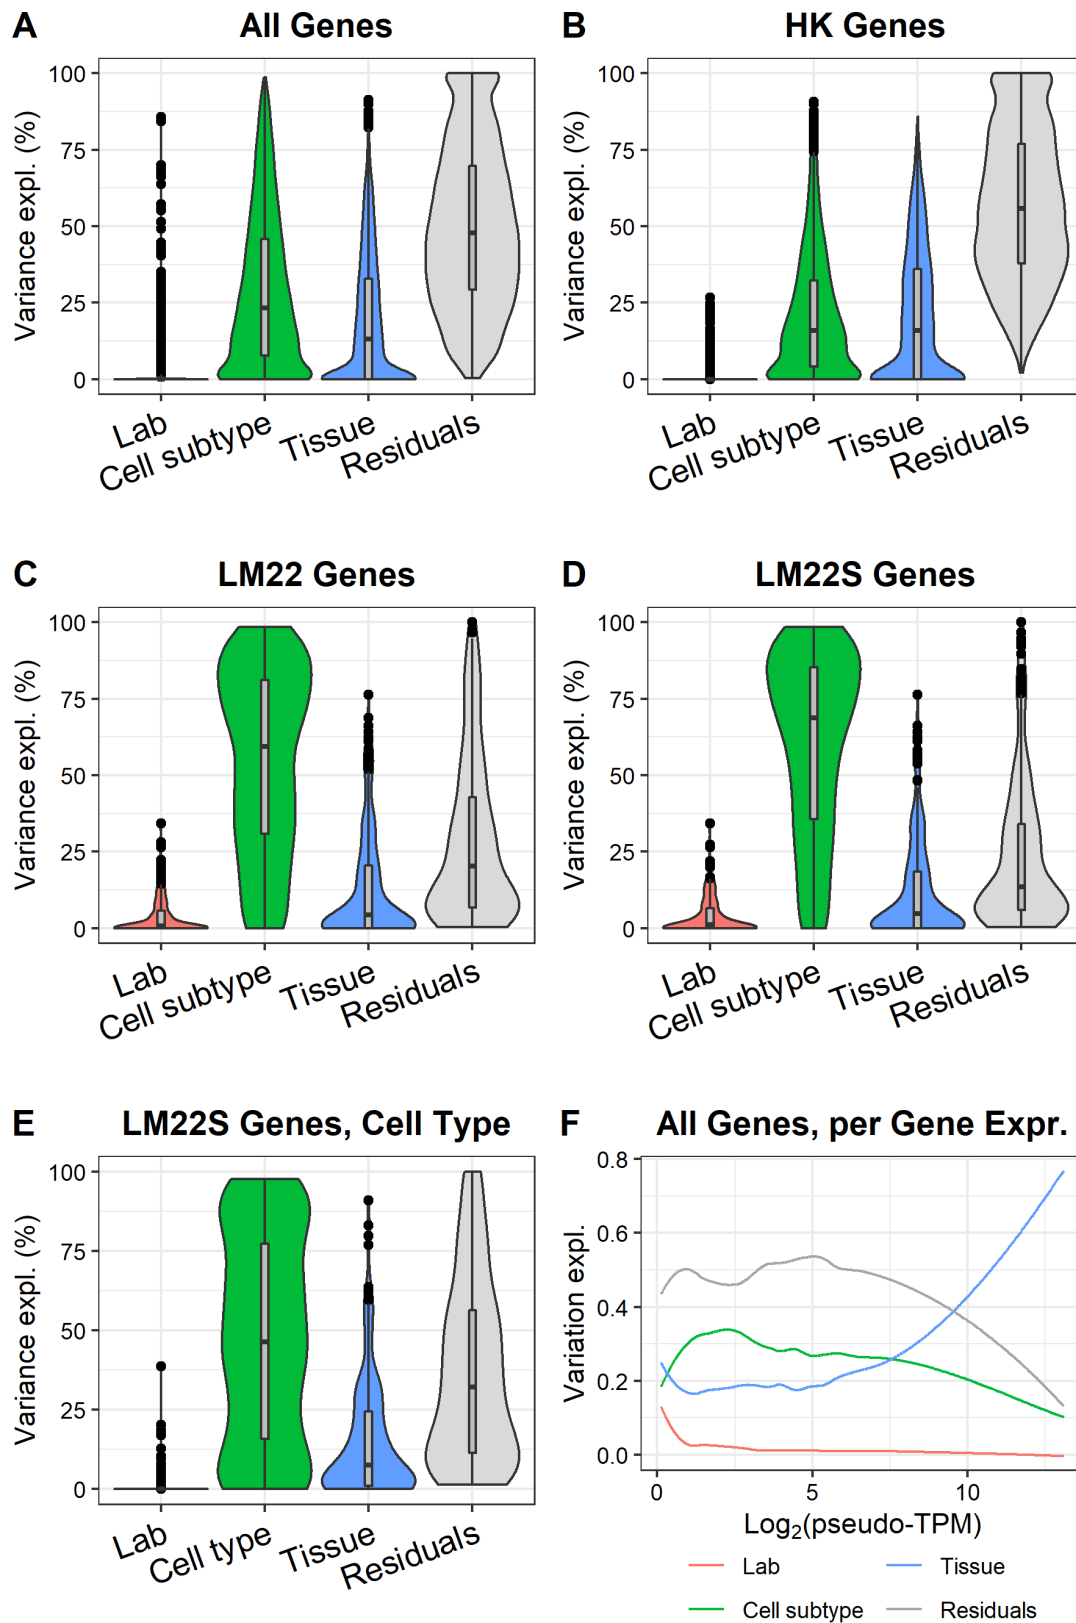 A All Genes
Variance expl. (%)
100
75
50
25
0
Lab
Cell subtype
Tissue
Residuals
B HK Genes
Variance expl. (%)
100
75
50
25
0
Lab
Cell subtype
Tissue
Residuals
C LM22 Genes
Variance expl. (%)
100
75
50
25
0
Lab
Cell subtype
Tissue
Residuals
D LM22S Genes
Variance expl. (%)
100
75
50
25
0
Lab
Cell subtype
Tissue
Residuals
E LM22S Genes, Cell Type
Variance expl. (%)
100
75
50
25
0
Lab
Cell type
Tissue
Residuals
F All Genes, per Gene Expr.
Variation expl.
0.8
0.6
0.4
0.2
0.0
0 5 10
Log₂(pseudo-TPM)
Lab Tissue
Cell subtype Residuals